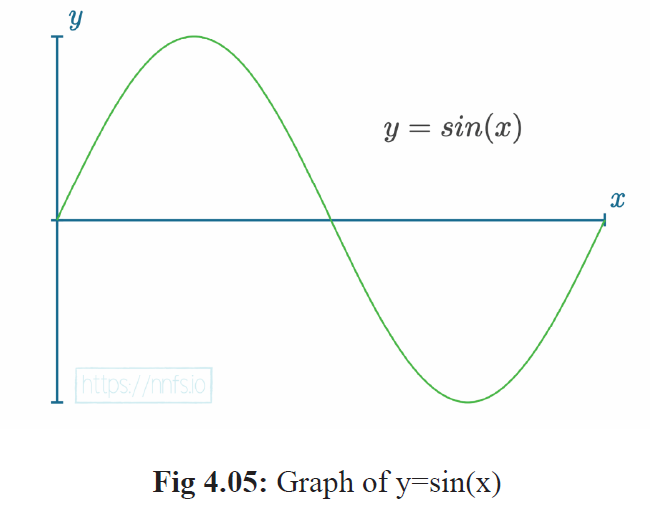 y
y = sin(x)
x
https://nnfs.io
Fig 4.05: Graph of y=sin(x)